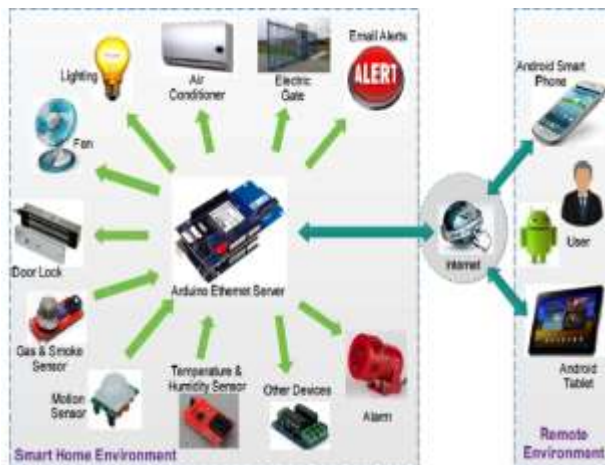 Lighting
Air
Conditioner
Electric
Gate
Email Alerts
ALERT
Fan
Door Lock
Arduino Ethernet Server
Gas & Smoke
Sensor
Motion
Sensor
Temperature &
Humidity Sensor
Other Devices
Alarm
Smart Home Environment
Internet
Android Smart
Phone
User
Android
Tablet
Remote
Environment